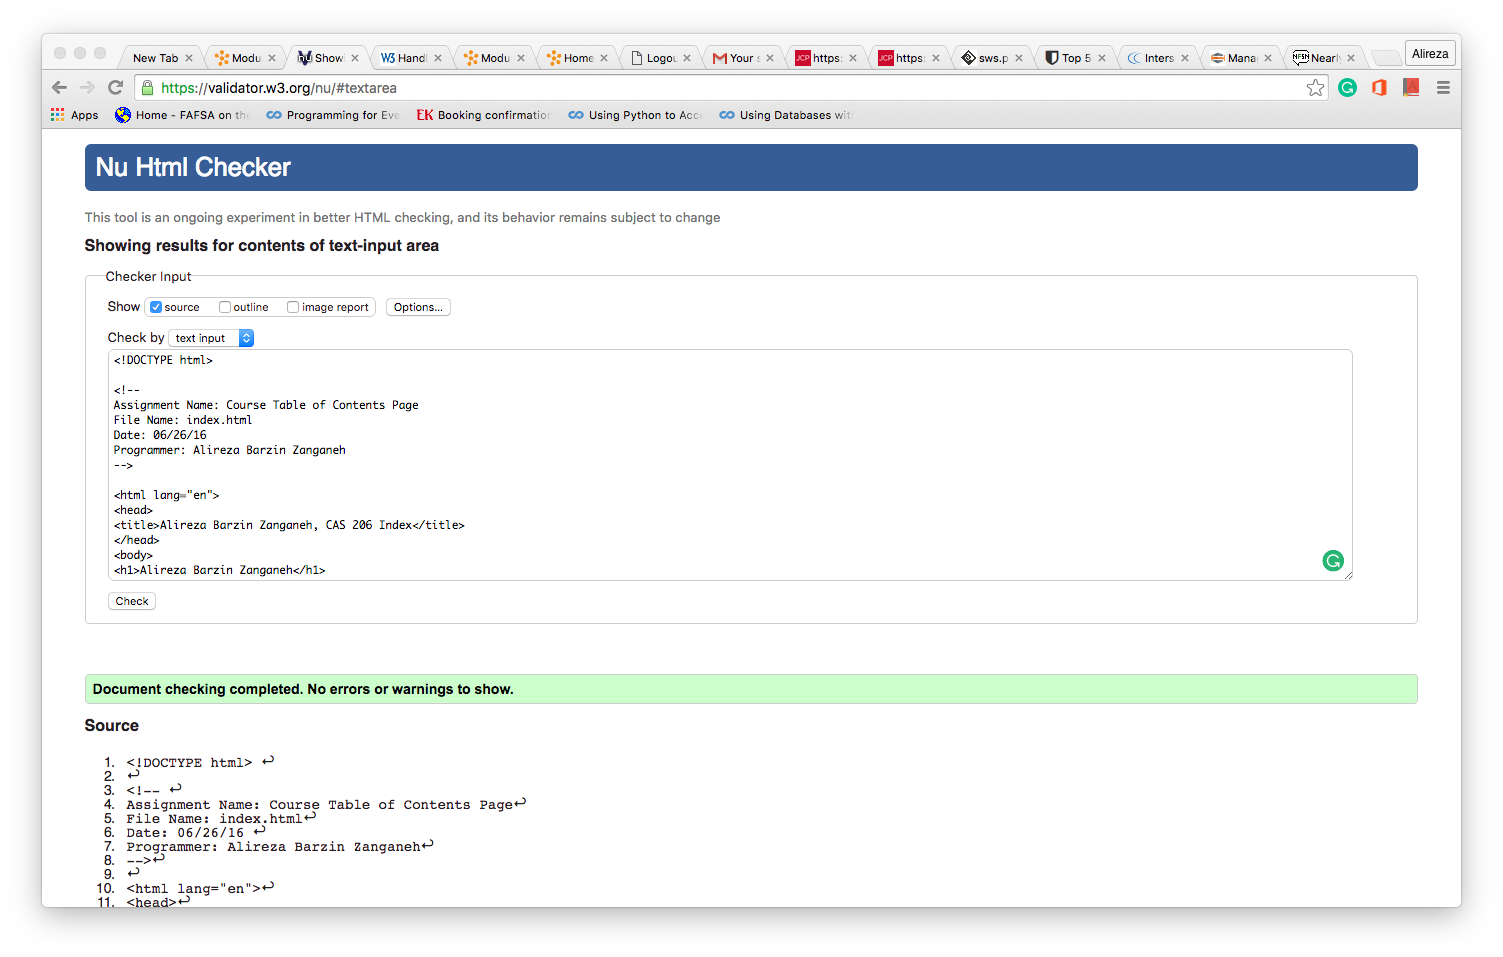 New Tab Modu Show W3 Handl Modu Home Logou Your s JCP https: JCP https: sws.p Top 5 Inters Mana Nearly Alireza
https://validator.w3.org/nu/#textarea
Apps Home - FAFSA on the Programming for Eve EK Booking confirmation Using Python to Acc Using Databases with
Nu Html Checker
This tool is an ongoing experiment in better HTML checking, and its behavior remains subject to change
Showing results for contents of text-input area
Checker Input
Show source outline image report Options...
Check by text input
<!DOCTYPE html>
<!--
Assignment Name: Course Table of Contents Page
File Name: index.html
Date: 06/26/16
Programmer: Alireza Barzin Zanganeh
-->
<html lang="en">
<head>
<title>Alireza Barzin Zanganeh, CAS 206 Index</title>
</head>
<body>
<h1>Alireza Barzin Zanganeh</h1>
Check
Document checking completed. No errors or warnings to show.
Source
1. <!DOCTYPE html> ↩
2. ↩
3. <!-- ↩
4. Assignment Name: Course Table of Contents Page↩
5. File Name: index.html↩
6. Date: 06/26/16 ↩
7. Programmer: Alireza Barzin Zanganeh↩
8. -->↩
9. ↩
10. <html lang="en">↩
11. <head>↩